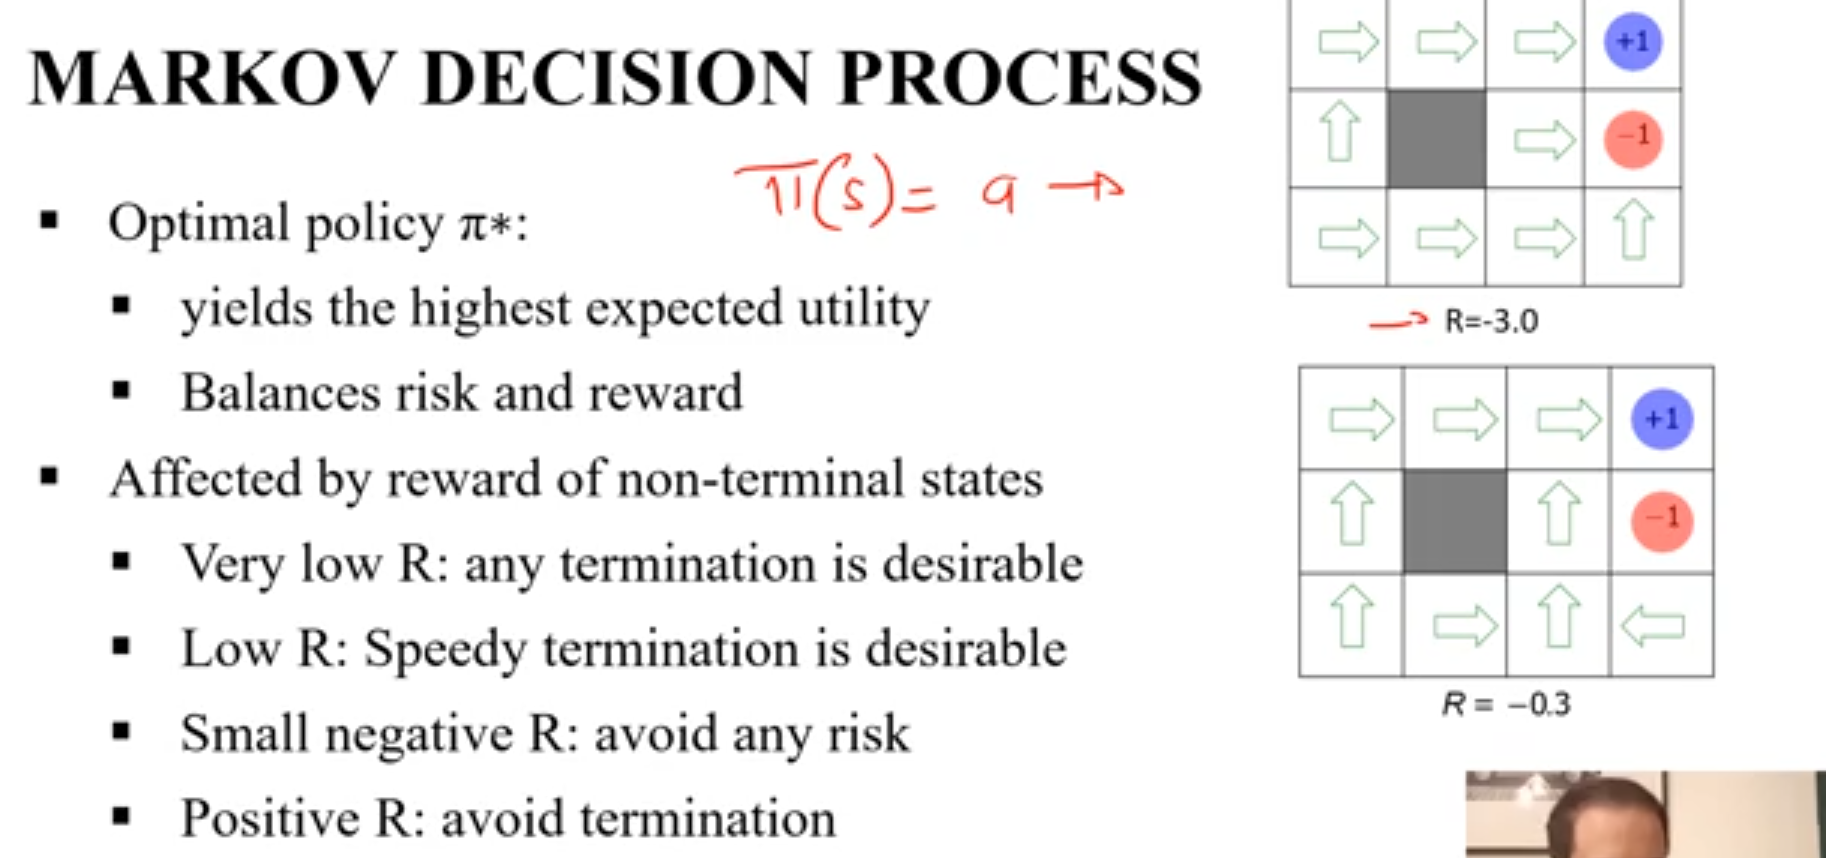 MARKOV DECISION PROCESS
π(s) = a →
▪ Optimal policy π*:
▪ yields the highest expected utility
▪ Balances risk and reward
▪ Affected by reward of non-terminal states
▪ Very low R: any termination is desirable
▪ Low R: Speedy termination is desirable
▪ Small negative R: avoid any risk
▪ Positive R: avoid termination
+1
−1
→ R=-3.0
+1
−1
R = −0.3